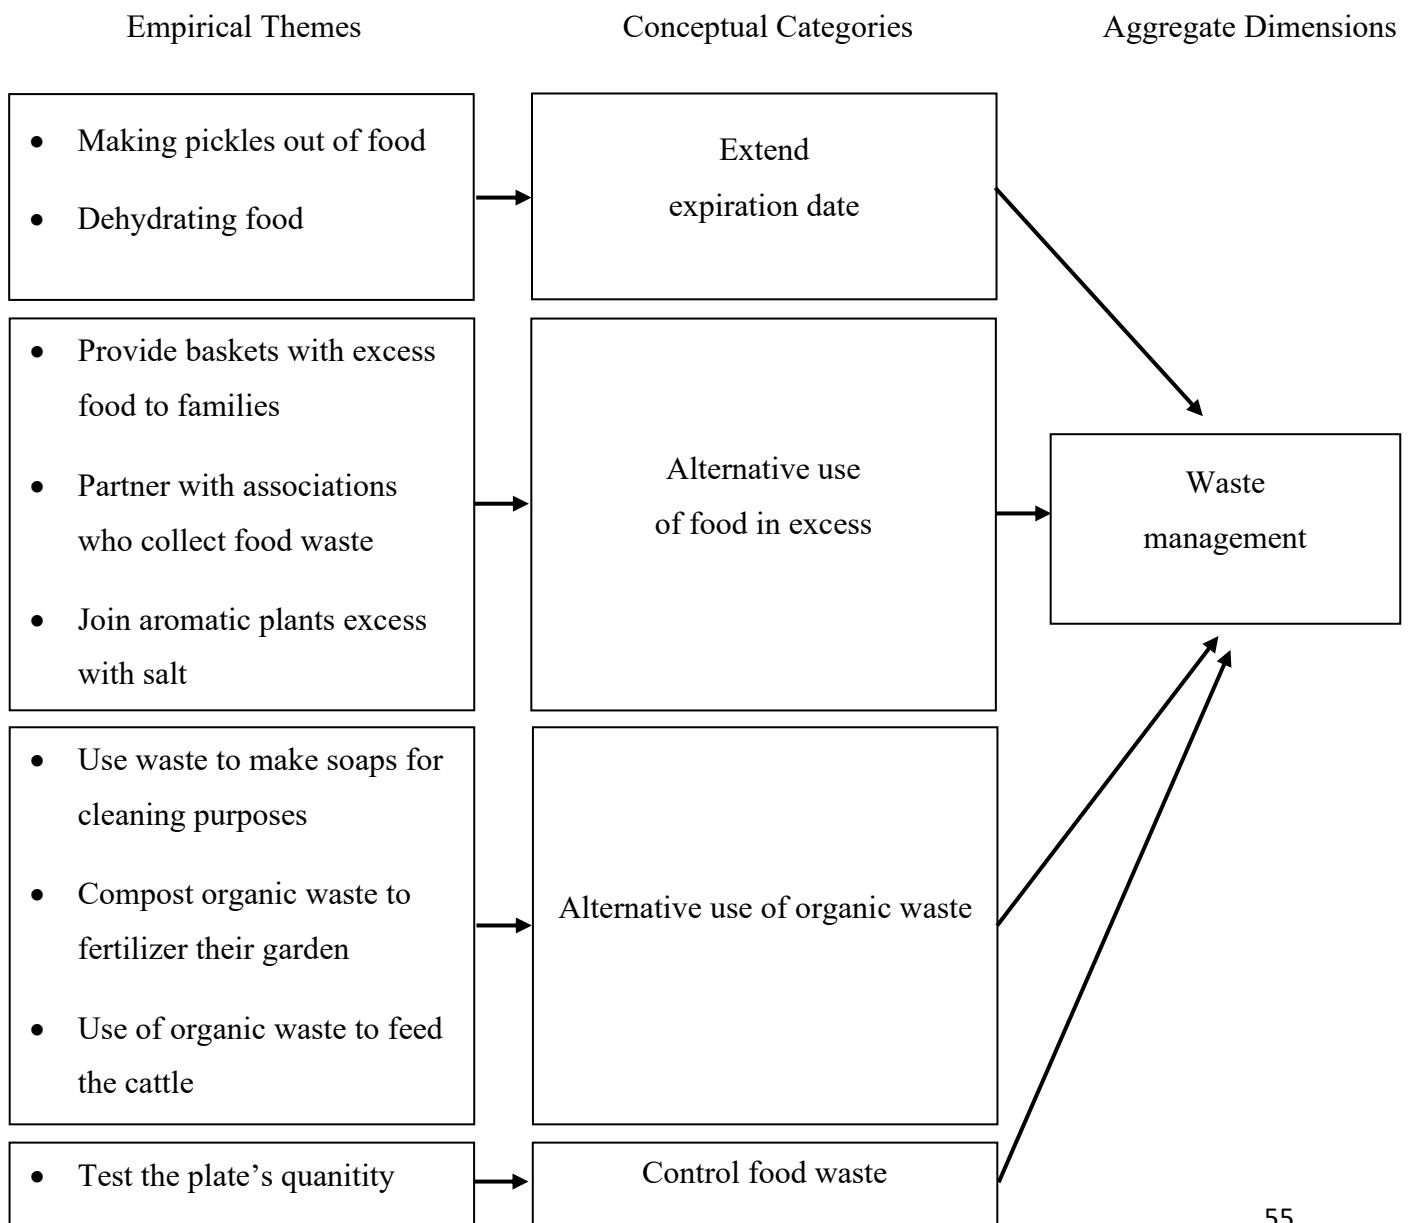 Empirical Themes
Conceptual Categories
Aggregate Dimensions
• Making pickles out of food
• Dehydrating food
Extend
expiration date
• Provide baskets with excess
food to families
• Partner with associations
who collect food waste
• Join aromatic plants excess
with salt
Alternative use
of food in excess
Waste
management
• Use waste to make soaps for
cleaning purposes
• Compost organic waste to
fertilizer their garden
• Use of organic waste to feed
the cattle
Alternative use of organic waste
• Test the plate’s quanitity
Control food waste
55